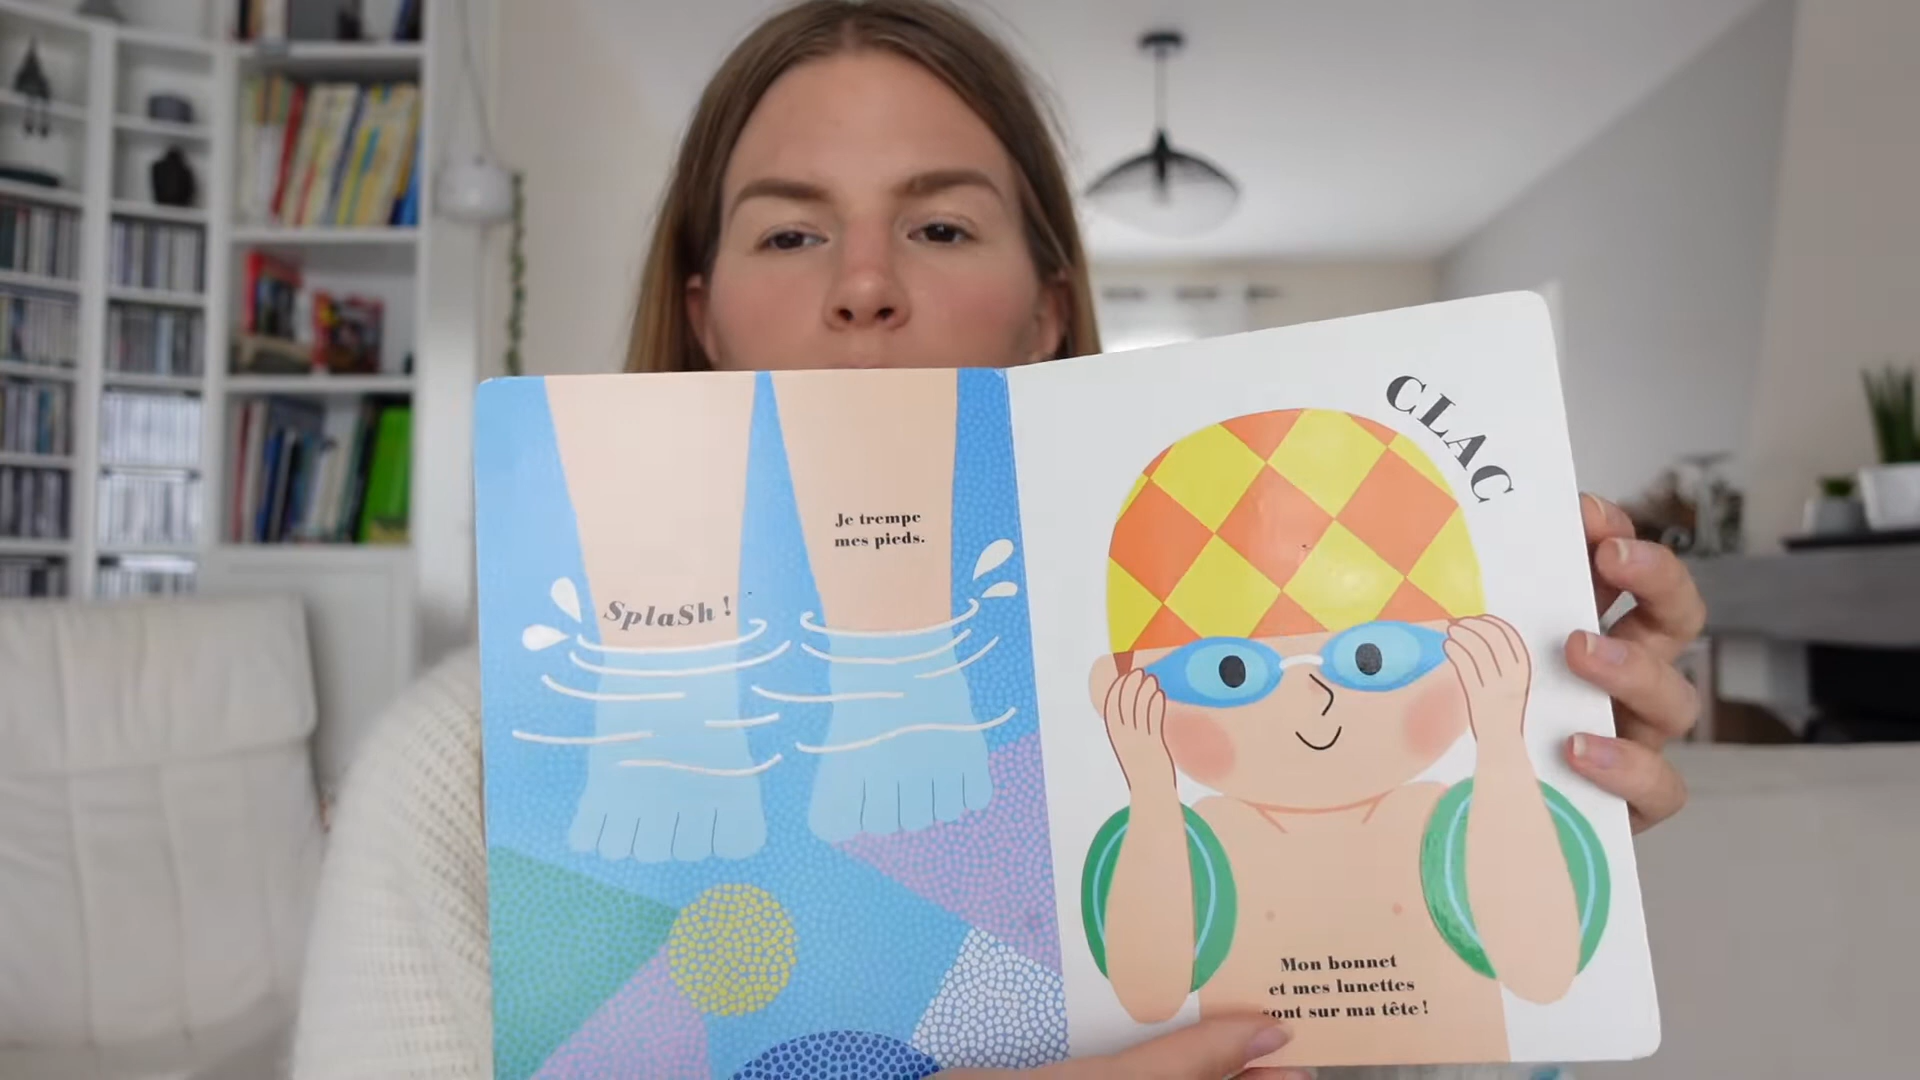 Je trempe
mes pieds.
SplaSh !
CLAC
Mon bonnet
et mes lunettes
sont sur ma tête !